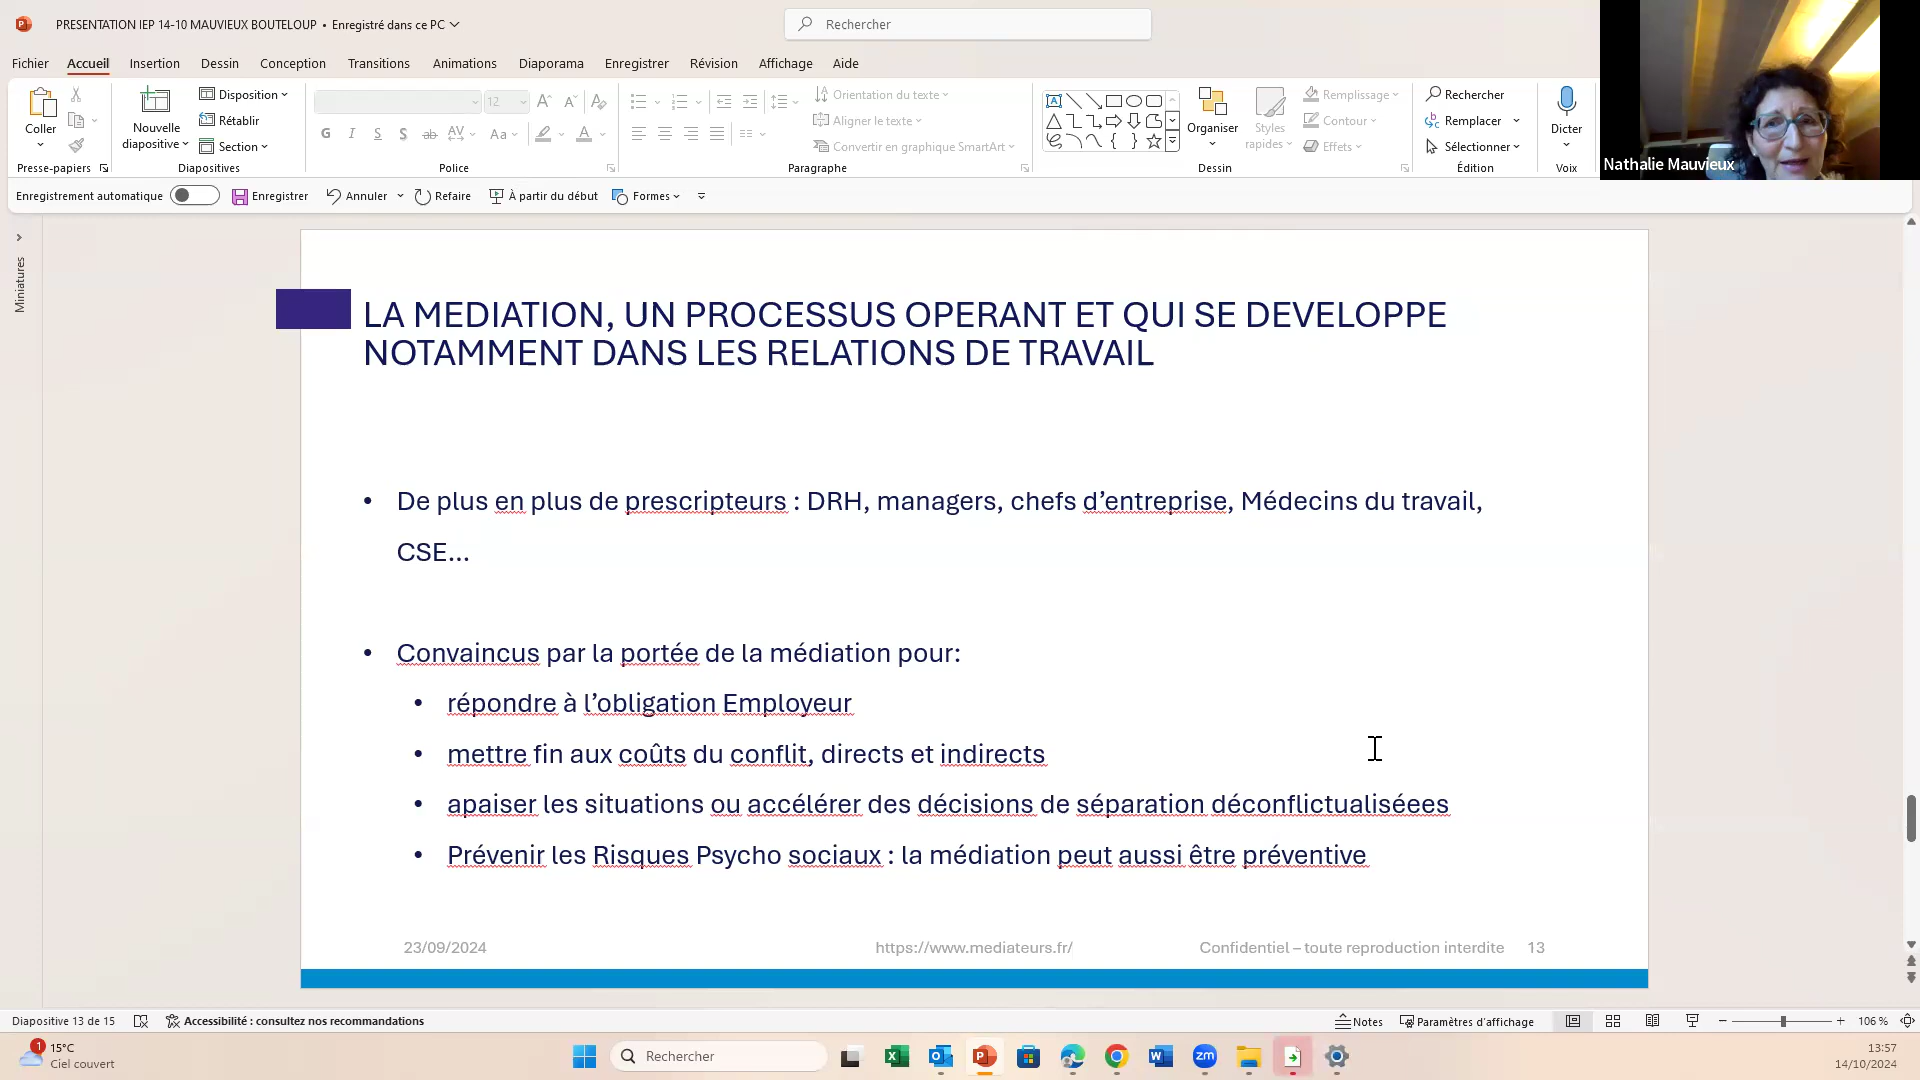 PRESENTATION IEP 14-10 MAUVIEUX BOUTELOUP • Enregistré dans ce PC
Rechercher
Fichier Accueil Insertion Dessin Conception Transitions Animations Diaporama Enregistrer Révision Affichage Aide
Coller
Presse-papiers
Nouvelle
diapositive
Disposition
Rétablir
Section
Diapositives
12
G I S S ab AV Aa A
Police
Orientation du texte
Aligner le texte
Convertir en graphique SmartArt
Paragraphe
Organiser
Styles
rapides
Remplissage
Contour
Effets
Dessin
Rechercher
Remplacer
Sélectionner
Édition
Dicter
Voix
Nathalie Mauvieux
Enregistrement automatique Enregistrer Annuler Refaire À partir du début Formes
Miniatures
LA MEDIATION, UN PROCESSUS OPERANT ET QUI SE DEVELOPPE
NOTAMMENT DANS LES RELATIONS DE TRAVAIL
• De plus en plus de prescripteurs : DRH, managers, chefs d’entreprise, Médecins du travail,
CSE…
• Convaincus par la portée de la médiation pour:
• répondre à l’obligation Employeur
• mettre fin aux coûts du conflit, directs et indirects
• apaiser les situations ou accélérer des décisions de séparation déconflictualiséees
• Prévenir les Risques Psycho sociaux : la médiation peut aussi être préventive
23/09/2024 https://www.mediateurs.fr/ Confidentiel – toute reproduction interdite 13
Diapositive 13 de 15 Accessibilité : consultez nos recommandations Notes Paramètres d'affichage 106 %
1
15°C
Ciel couvert
Rechercher
zm
13:57
14/10/2024